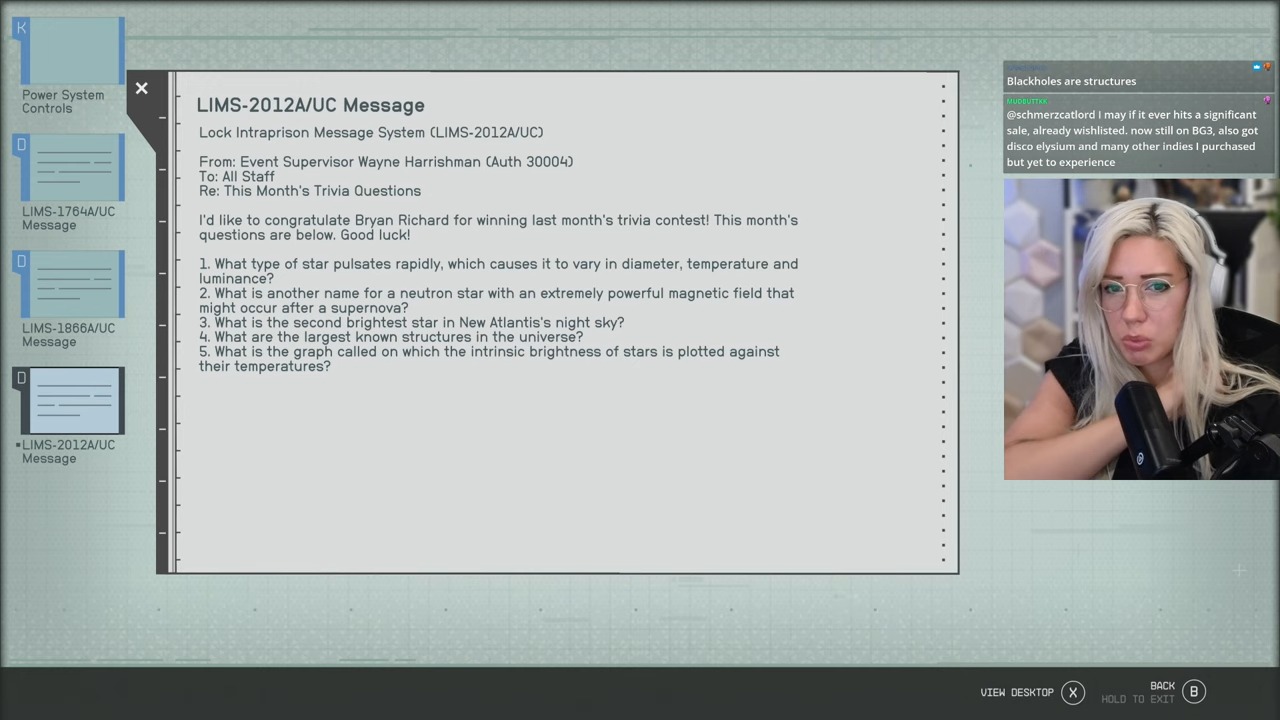 K
Power System
Controls
D
LIMS-1764A/UC
Message
D
LIMS-1866A/UC
Message
D
LIMS-2012A/UC
Message
LIMS-2012A/UC Message
Lock Intraprison Message System (LIMS-2012A/UC)
From: Event Supervisor Wayne Harrishman (Auth 30004)
To: All Staff
Re: This Month's Trivia Questions
I'd like to congratulate Bryan Richard for winning last month's trivia contest! This month's
questions are below. Good luck!
1. What type of star pulsates rapidly, which causes it to vary in diameter, temperature and
luminance?
2. What is another name for a neutron star with an extremely powerful magnetic field that
might occur after a supernova?
3. What is the second brightest star in New Atlantis's night sky?
4. What are the largest known structures in the universe?
5. What is the graph called on which the intrinsic brightness of stars is plotted against
their temperatures?
Blackholes are structures
MUDBUTTKK
@schmerzcatlord I may if it ever hits a significant
sale, already wishlisted. now still on BG3, also got
disco elysium and many other indies I purchased
but yet to experience
VIEW DESKTOP X
BACK B
HOLD TO EXIT